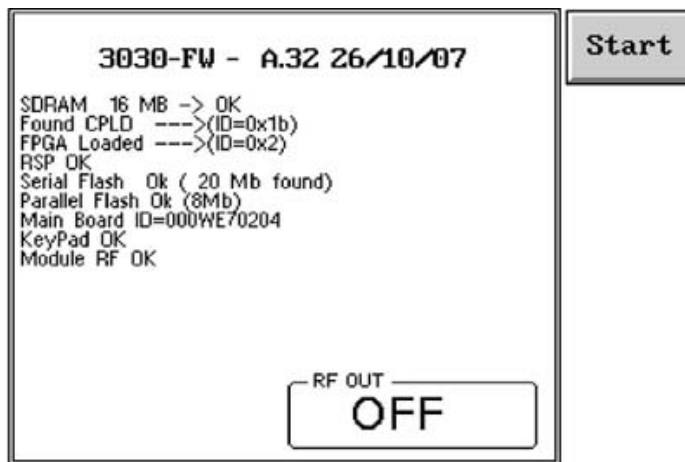 3030-FW - A.32 26/10/07
Start
SDRAM 16 MB -> OK
Found CPLD --->(ID=0x1b)
FPGA Loaded --->(ID=0x2)
RSP OK
Serial Flash Ok ( 20 Mb found)
Parallel Flash Ok (8Mb)
Main Board ID=000WE70204
KeyPad OK
Module RF OK
RF OUT
OFF